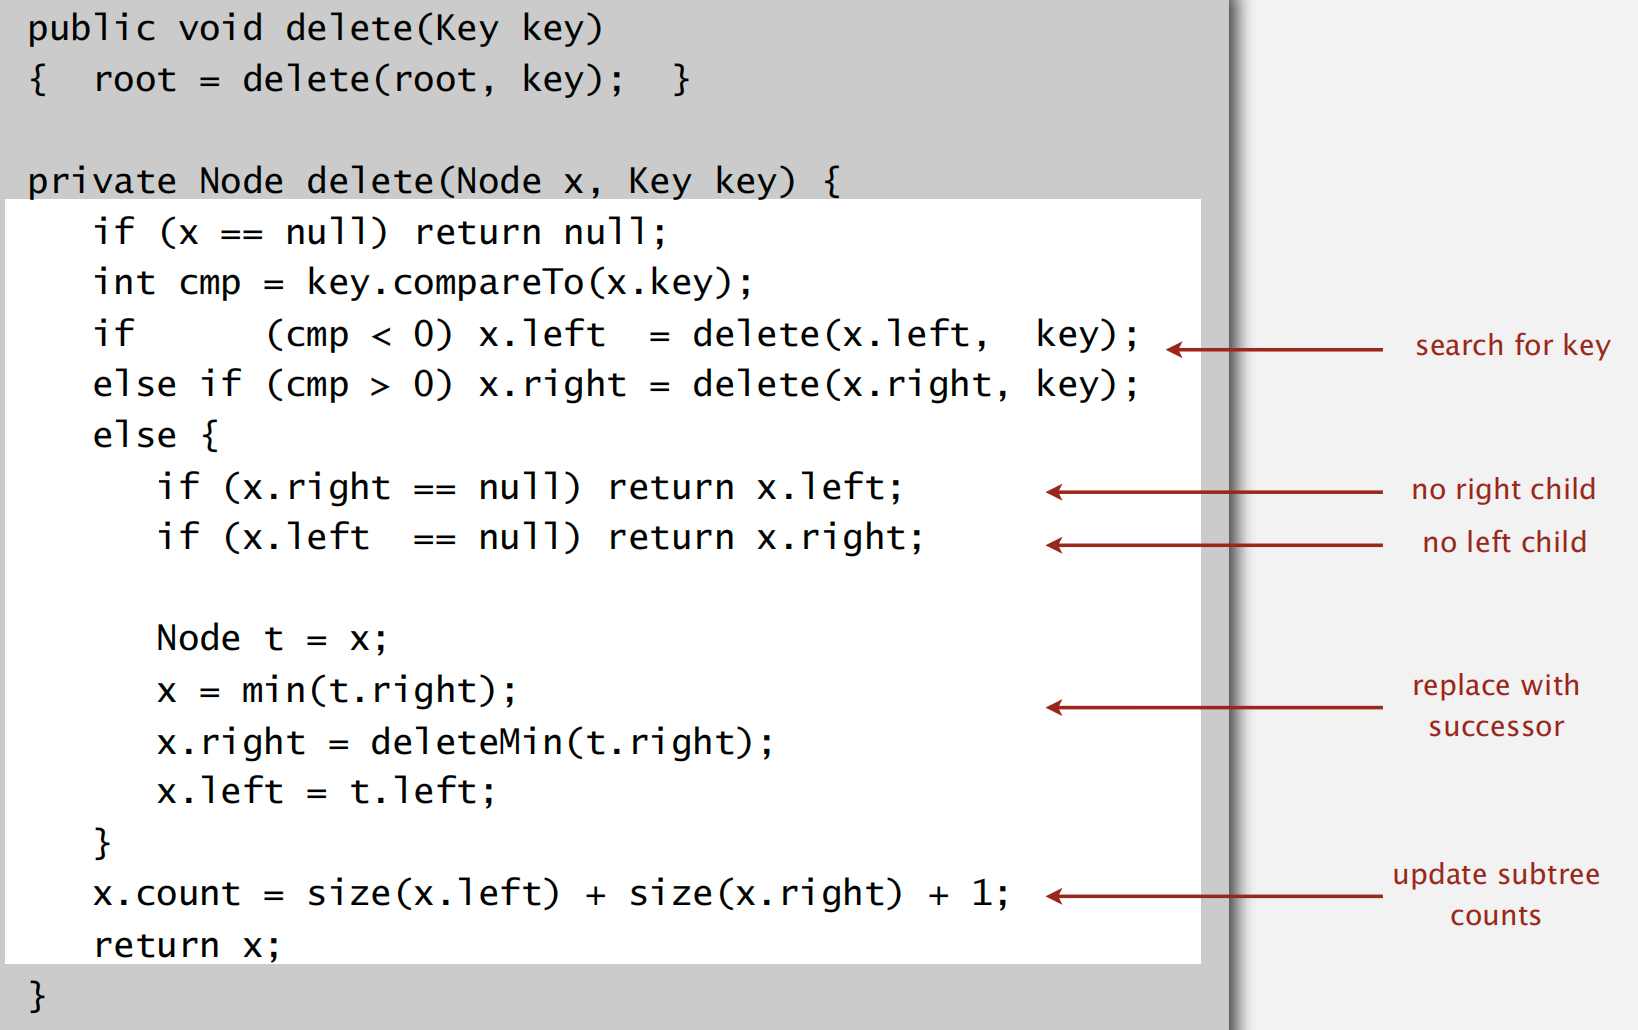 public void delete(Key key)
{  root = delete(root, key);  }

private Node delete(Node x, Key key) {
   if (x == null) return null;
   int cmp = key.compareTo(x.key);
   if      (cmp < 0) x.left  = delete(x.left,  key);
   else if (cmp > 0) x.right = delete(x.right, key);
search for key
   else {
      if (x.right == null) return x.left;
no right child
      if (x.left  == null) return x.right;
no left child

      Node t = x;
      x = min(t.right);
      x.right = deleteMin(t.right);
      x.left = t.left;
replace with
successor
   }
   x.count = size(x.left) + size(x.right) + 1;
update subtree
counts
   return x;
}